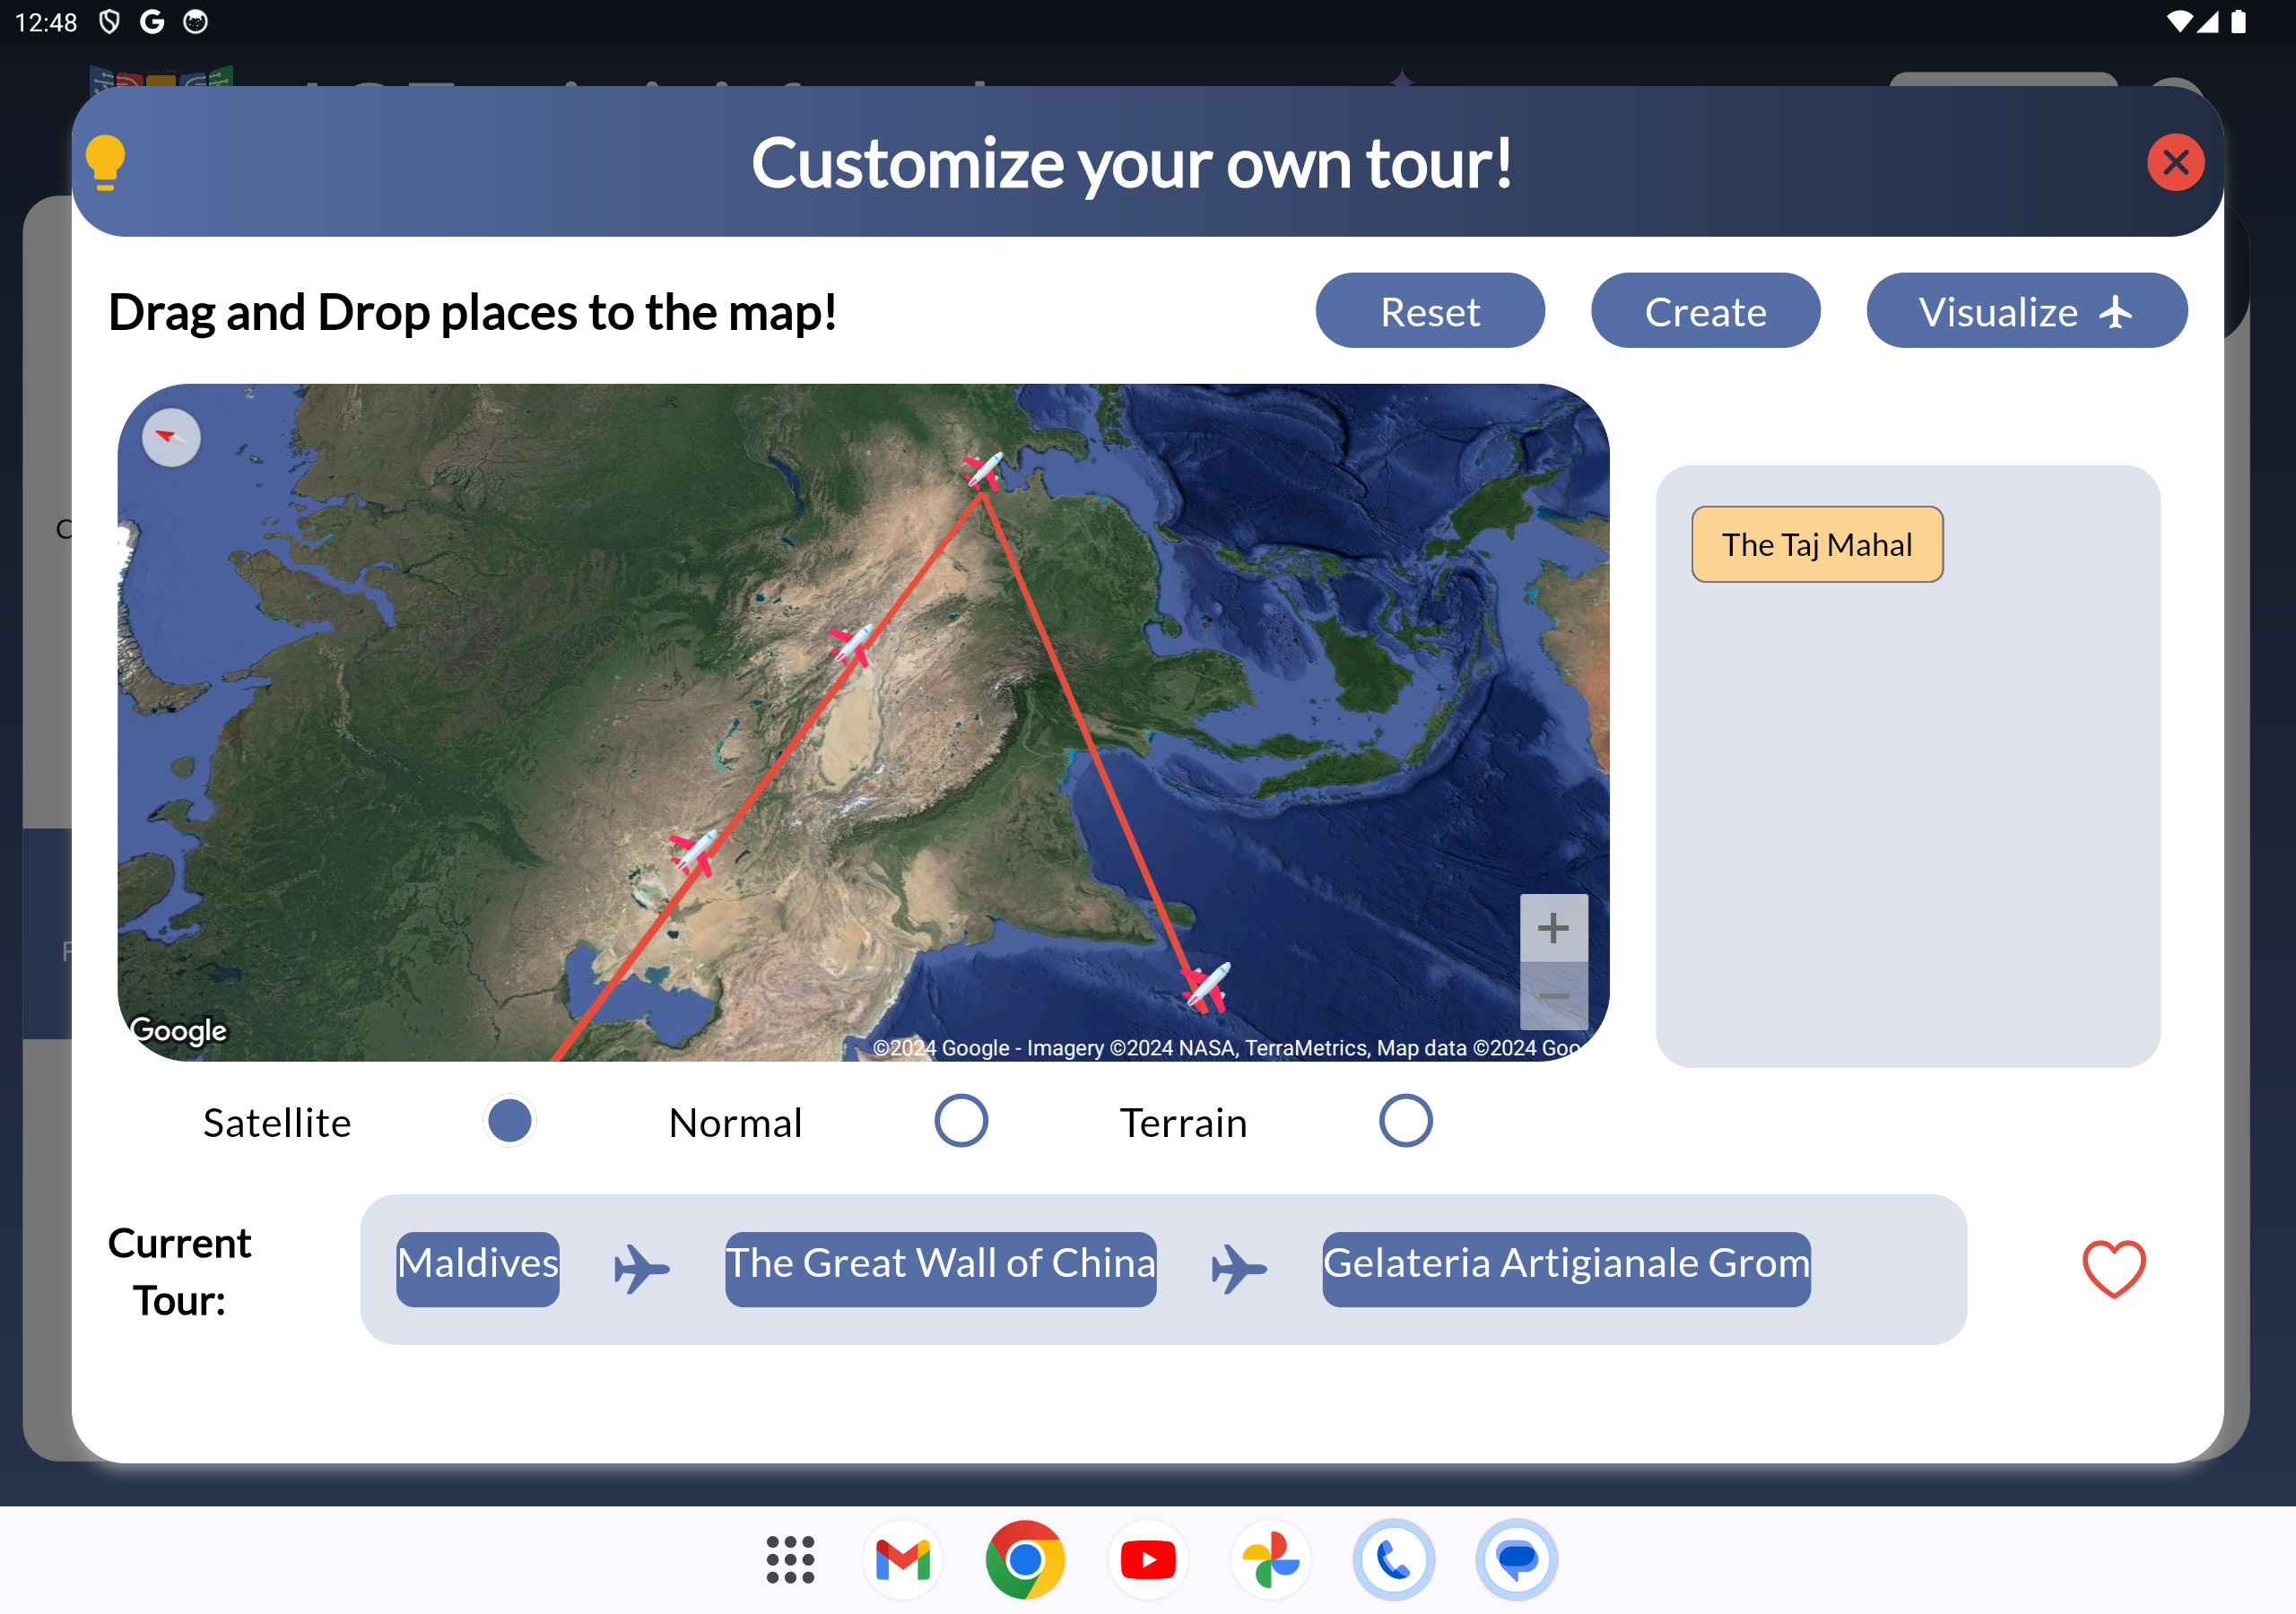 12:48
Customize your own tour!
Drag and Drop places to the map!
Reset
Create
Visualize
The Taj Mahal
Google
©2024 Google - Imagery ©2024 NASA, TerraMetrics, Map data ©2024 Goo
Satellite
Normal
Terrain
Current
Tour:
Maldives
The Great Wall of China
Gelateria Artigianale Grom